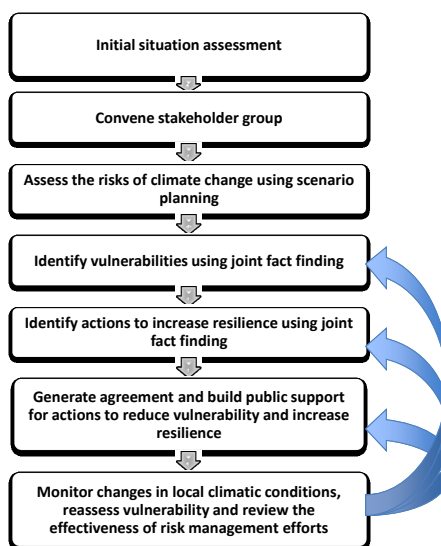 Initial situation assessment
Convene stakeholder group
Assess the risks of climate change using scenario
planning
Identify vulnerabilities using joint fact finding
Identify actions to increase resilience using joint
fact finding
Generate agreement and build public support
for actions to reduce vulnerability and increase
resilience
Monitor changes in local climatic conditions,
reassess vulnerability and review the
effectiveness of risk management efforts